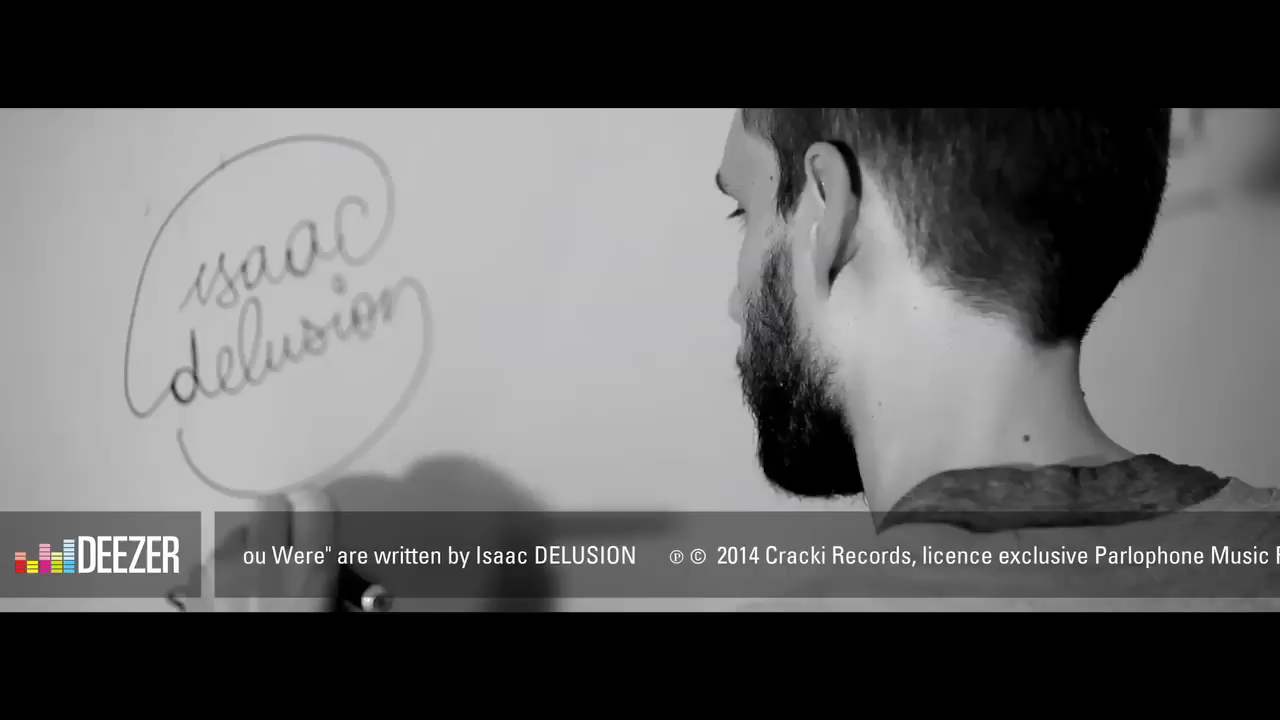 isaac
delusion
DEEZER
ou Were" are written by Isaac DELUSION ℗ © 2014 Cracki Records, licence exclusive Parlophone Music